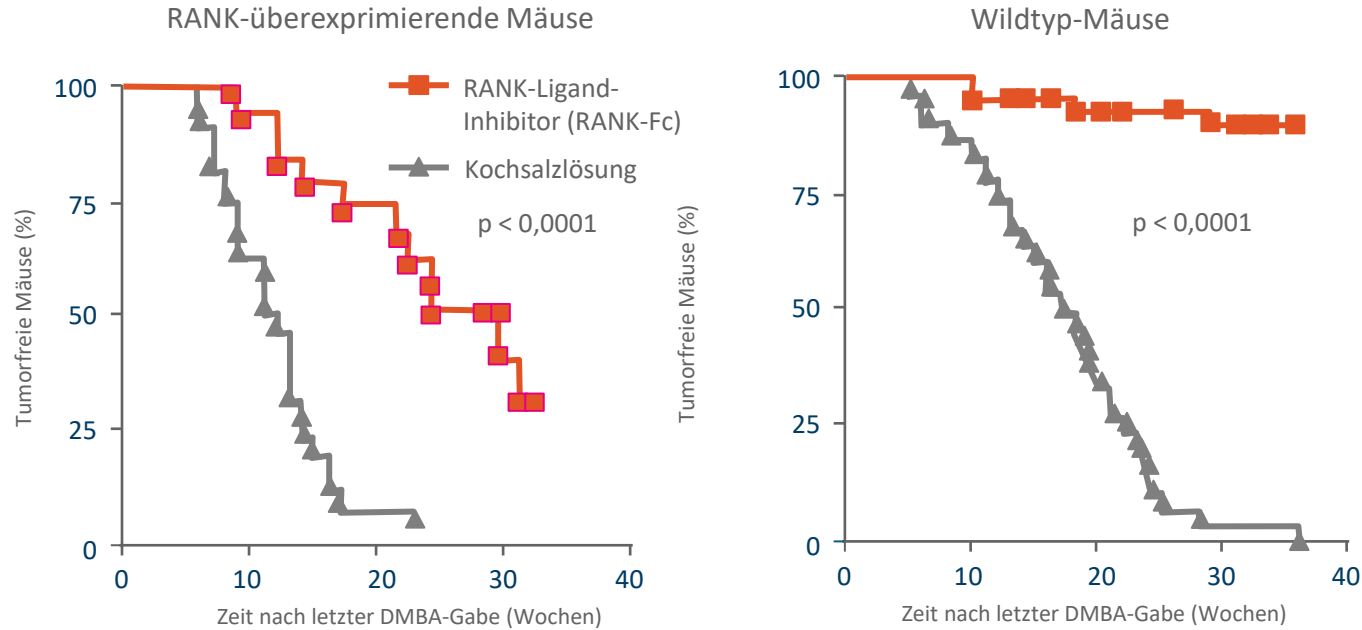 RANK-überexprimierende Mäuse
Tumorfreie Mäuse (%)
100
75
50
25
0
RANK-Ligand-
Inhibitor (RANK-Fc)
Kochsalzlösung
p < 0,0001
0 10 20 30 40
Zeit nach letzter DMBA-Gabe (Wochen)
Wildtyp-Mäuse
Tumorfreie Mäuse (%)
100
75
50
25
0
p < 0,0001
0 10 20 30 40
Zeit nach letzter DMBA-Gabe (Wochen)